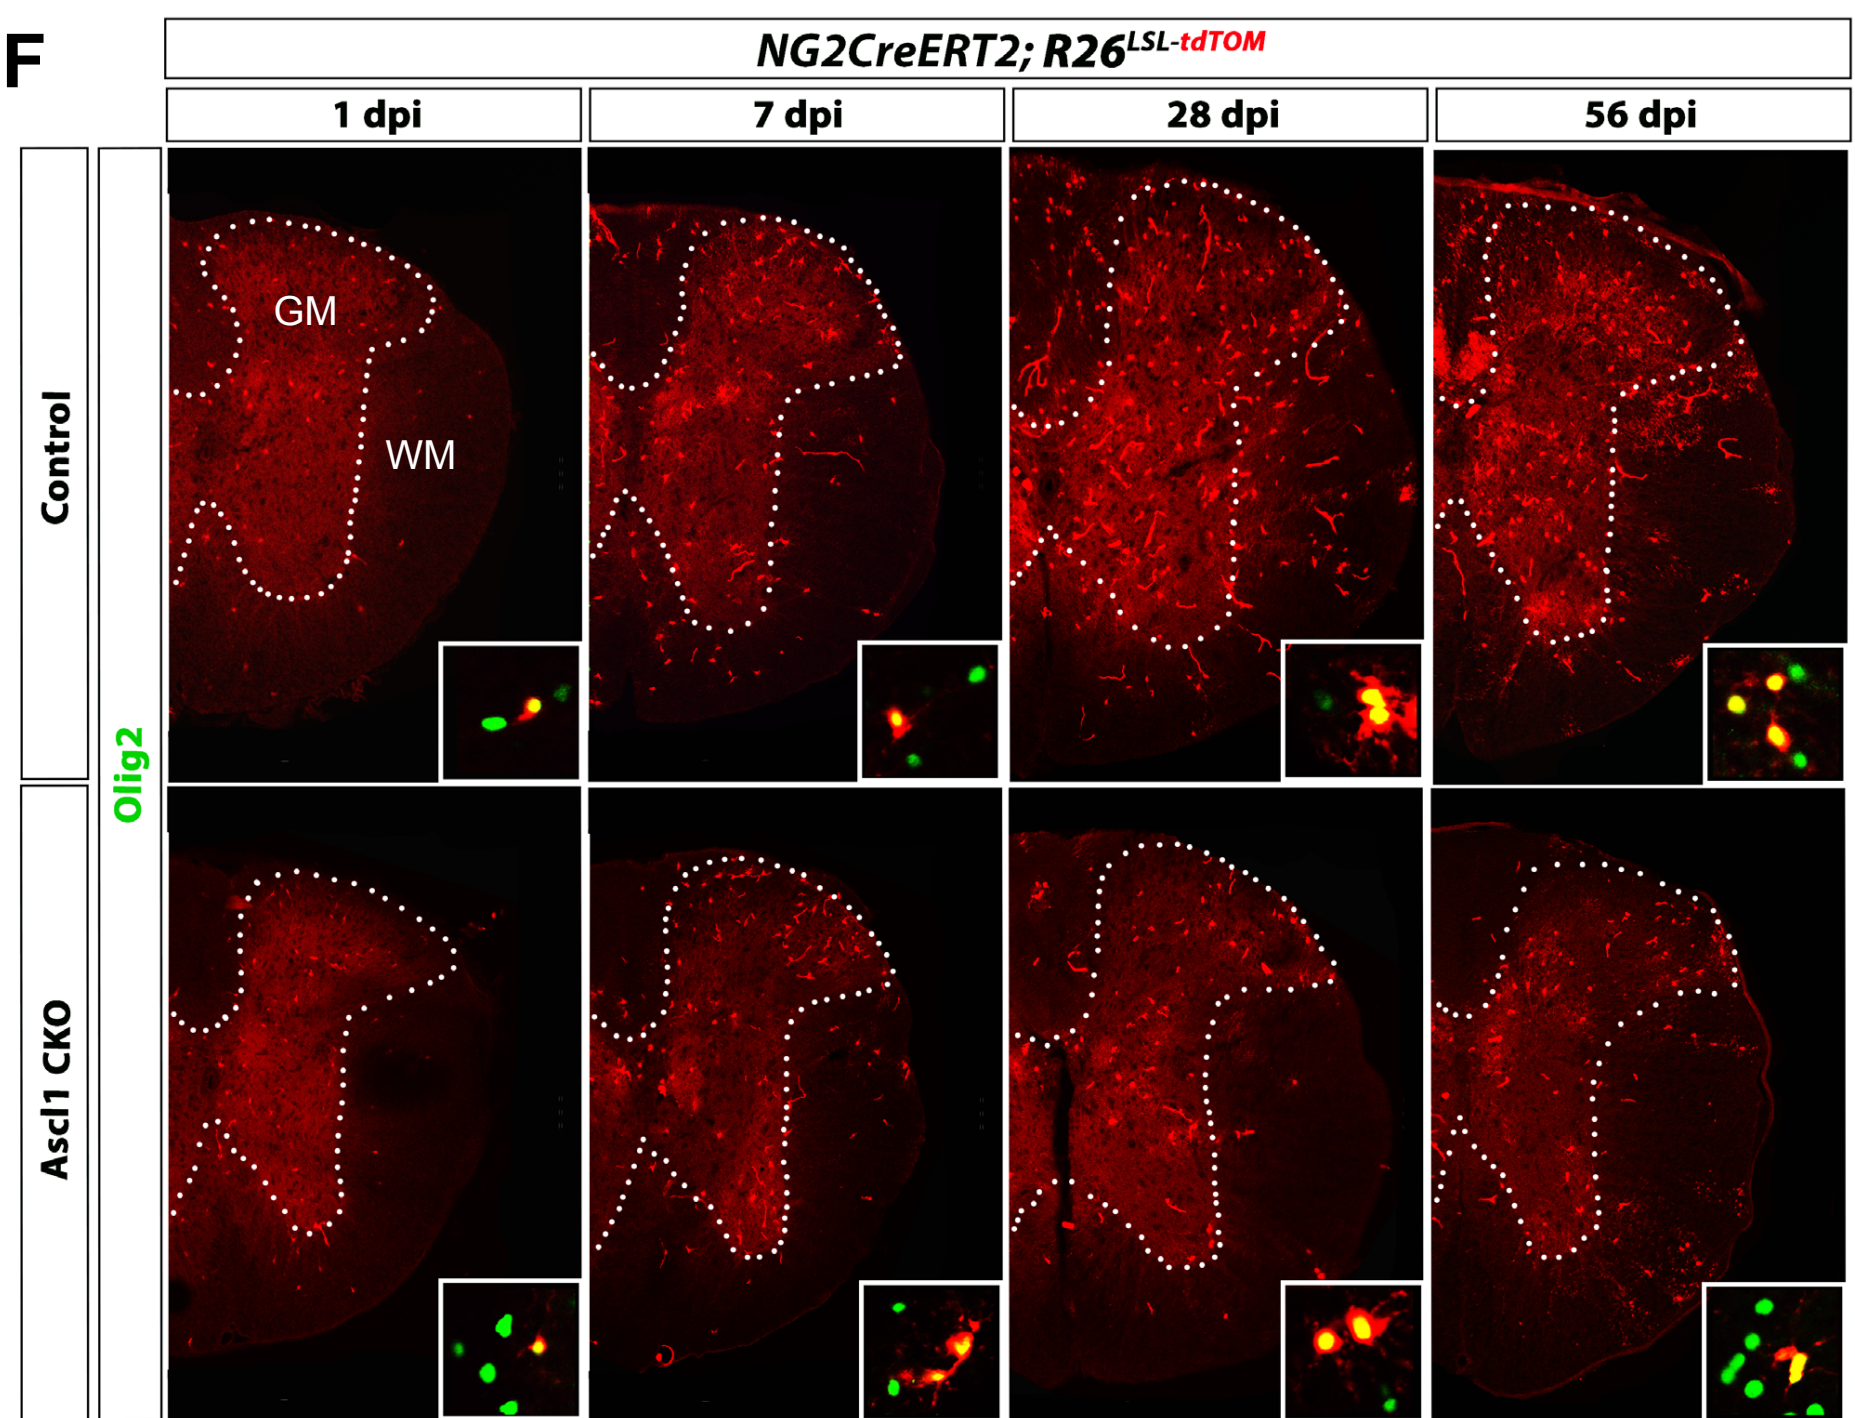 F
NG2CreERT2; R26LSL-tdTOM
1 dpi
7 dpi
28 dpi
56 dpi
Control
Olig2
GM
WM
Ascl1 CKO